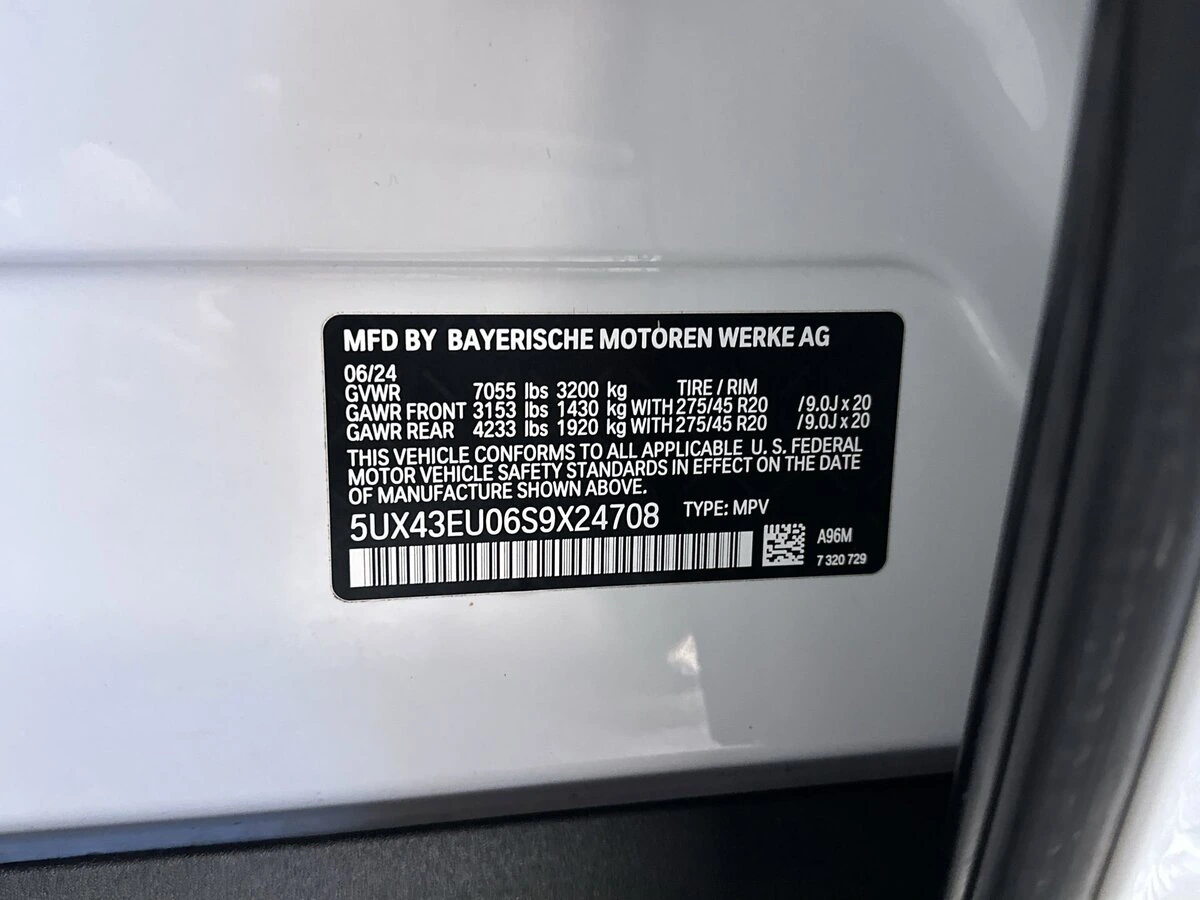 MFD BY BAYERISCHE MOTOREN WERKE AG
06/24
GVWR 7055 lbs 3200 kg TIRE / RIM
GAWR FRONT 3153 lbs 1430 kg WITH 275/45 R20 /9.0J x 20
GAWR REAR 4233 lbs 1920 kg WITH 275/45 R20 /9.0J x 20
THIS VEHICLE CONFORMS TO ALL APPLICABLE U. S. FEDERAL
MOTOR VEHICLE SAFETY STANDARDS IN EFFECT ON THE DATE
OF MANUFACTURE SHOWN ABOVE.
5UX43EU06S9X24708 TYPE: MPV
A96M
7 320 729